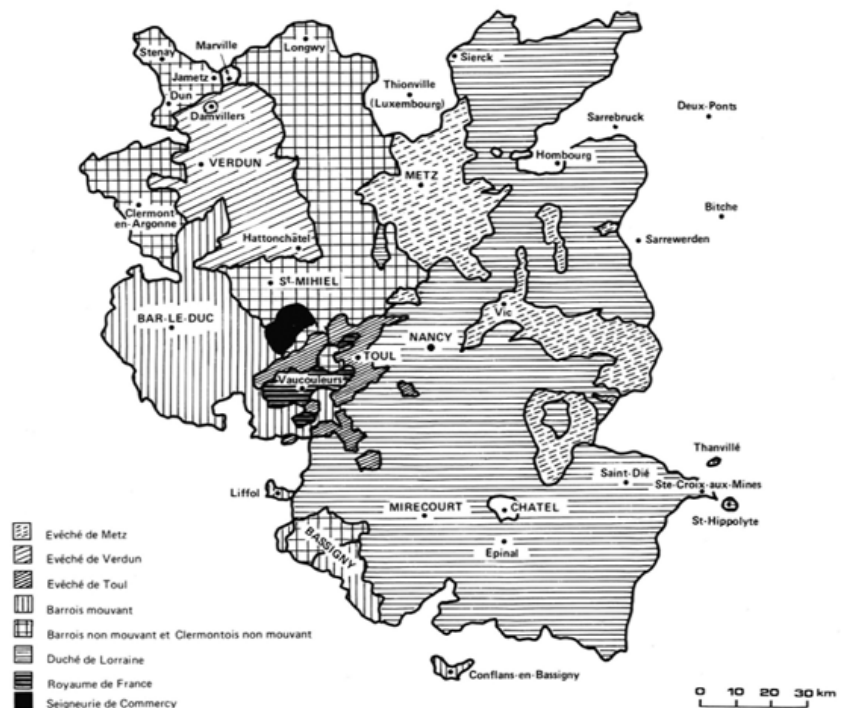 Stenay
Marville
Longwy
Jametz
Dun
Damvillers
Thionville
(Luxembourg)
Sierck
Sarrebruck
Deux-Ponts
VERDUN
METZ
Hombourg
Clermont
en-Argonne
Bitche
Hattonchâtel
Sarrewerden
St-MIHIEL
BAR-LE-DUC
Vic
NANCY
TOUL
Vaucouleurs
Thanvillé
Saint-Dié
Ste-Croix-aux-Mines
Liffol
MIRECOURT
CHATEL
St-Hippolyte
BASSIGNY
Epinal
Conflans-en-Bassigny
Evêché de Metz
Evêché de Verdun
Evêché de Toul
Barrois mouvant
Barrois non mouvant et Clermontois non mouvant
Duché de Lorraine
Royaume de France
Seigneurie de Commercy
0 10 20 30 km